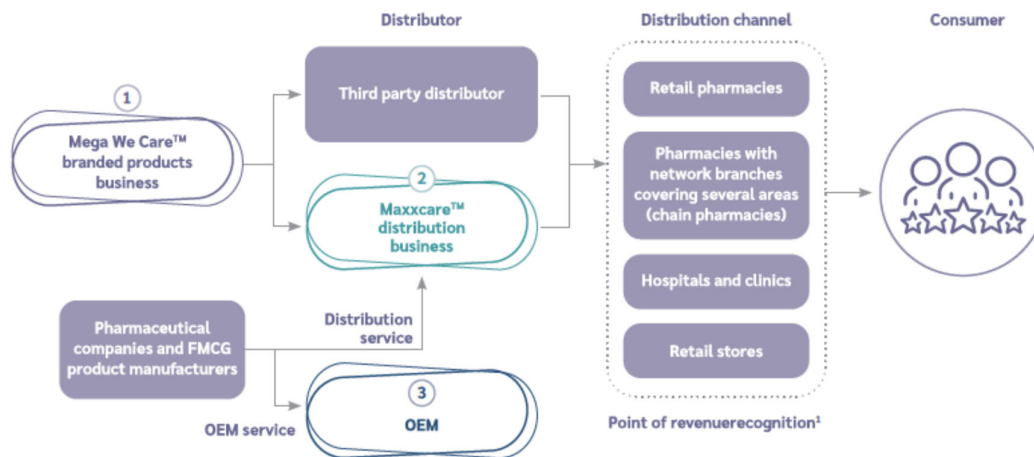 Distributor
Distribution channel
Consumer
1
Mega We Care™
branded products
business
Third party distributor
2
Maxxcare™
distribution
business
Retail pharmacies
Pharmacies with
network branches
covering several areas
(chain pharmacies)
Hospitals and clinics
Retail stores
Pharmaceutical
companies and FMCG
product manufacturers
Distribution
service
OEM service
3
OEM
Point of revenuerecognition¹